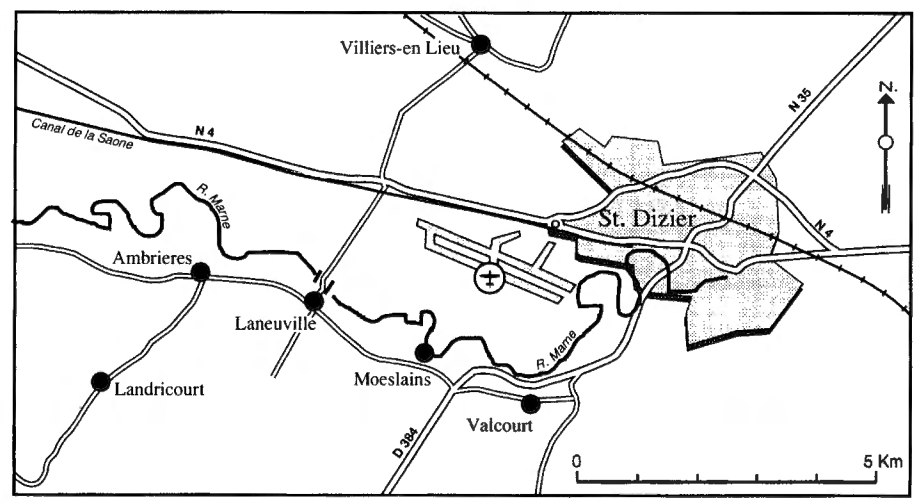 Villiers-en Lieu
N.
N 35
N 4
Canal de la Saone
R. Marne
St. Dizier
N 4
Ambrieres
Laneuville
R. Marne
Moeslains
Landricourt
Valcourt
D 384
0 5 Km